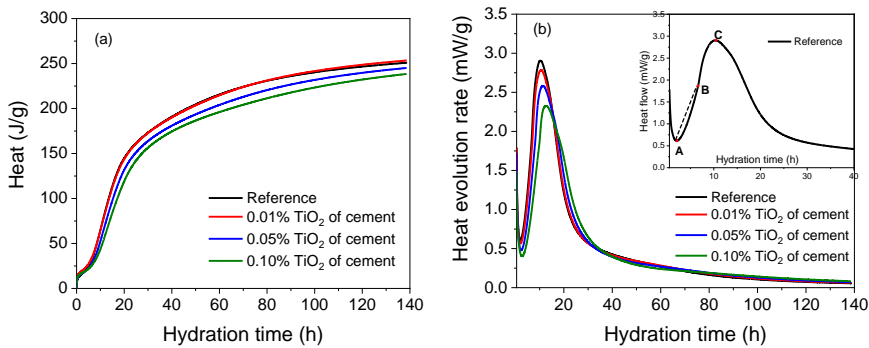 (a)
Heat (J/g)
300
250
200
150
100
50
0
0 20 40 60 80 100 120 140
Hydration time (h)
Reference
0.01% TiO2 of cement
0.05% TiO2 of cement
0.10% TiO2 of cement
(b)
Heat evolution rate (mW/g)
3.5
3.0
2.5
2.0
1.5
1.0
0.5
0.0
20 40 60 80 100 120 140
Hydration time (h)
Reference
0.01% TiO2 of cement
0.05% TiO2 of cement
0.10% TiO2 of cement
Heat flow (mW/g)
3.5
3.0
2.5
2.0
1.5
1.0
0.5
0.0
C
Reference
B
A
Hydration time (h)
0 10 20 30 40